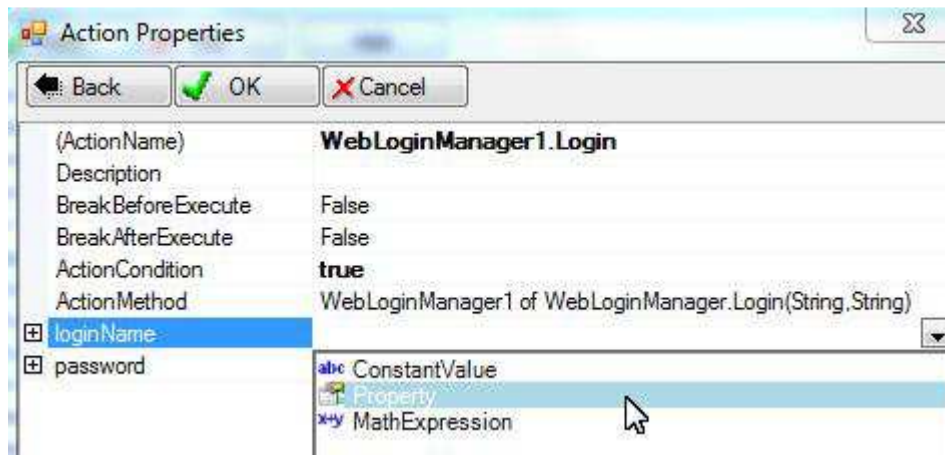 Action Properties
Back OK Cancel
(ActionName) WebLoginManager1.Login
Description
BreakBeforeExecute False
BreakAfterExecute False
ActionCondition true
ActionMethod WebLoginManager1 of WebLoginManager.Login(String,String)
loginName
password
abc ConstantValue
Property
x+y MathExpression